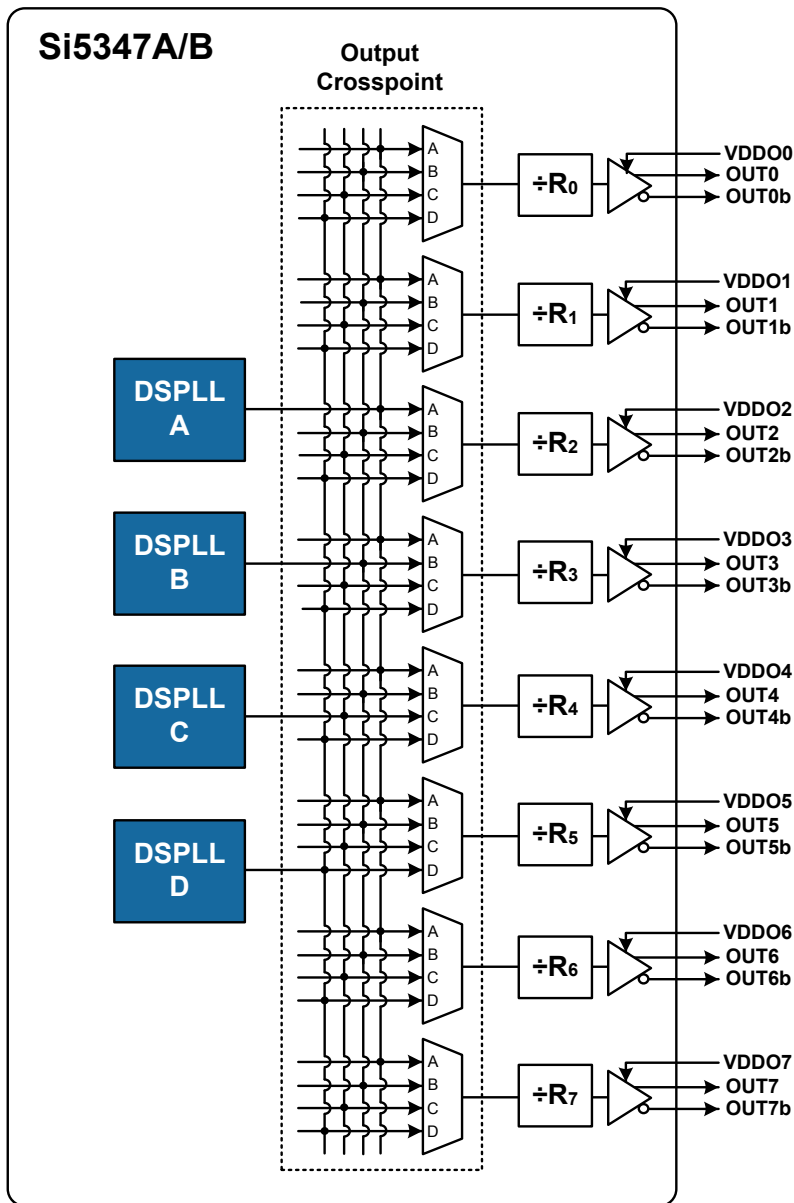 Si5347A/B
Output
Crosspoint
A
B
C
D
÷R0
VDDO0
OUT0
OUT0b
A
B
C
D
÷R1
VDDO1
OUT1
OUT1b
DSPLL
A
A
B
C
D
÷R2
VDDO2
OUT2
OUT2b
DSPLL
B
A
B
C
D
÷R3
VDDO3
OUT3
OUT3b
DSPLL
C
A
B
C
D
÷R4
VDDO4
OUT4
OUT4b
DSPLL
D
A
B
C
D
÷R5
VDDO5
OUT5
OUT5b
A
B
C
D
÷R6
VDDO6
OUT6
OUT6b
A
B
C
D
÷R7
VDDO7
OUT7
OUT7b